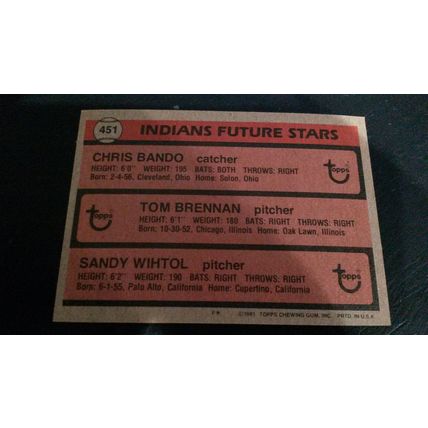 451 INDIANS FUTURE STARS
CHRIS BANDO catcher
HEIGHT: 6'0" WEIGHT: 195 BATS: BOTH THROWS: RIGHT
Born: 2-4-56, Cleveland, Ohio Home: Solon, Ohio
Topps
TOM BRENNAN pitcher
HEIGHT: 6'1" WEIGHT: 180 BATS: RIGHT THROWS: RIGHT
Born: 10-30-52, Chicago, Illinois Home: Oak Lawn, Illinois
Topps
SANDY WIHTOL pitcher
HEIGHT: 6'2" WEIGHT: 190 BATS: RIGHT THROWS: RIGHT
Born: 6-1-55, Palo Alto, California Home: Cupertino, California
Topps
© 1981 TOPPS CHEWING GUM, INC. PRTD. IN U.S.A.